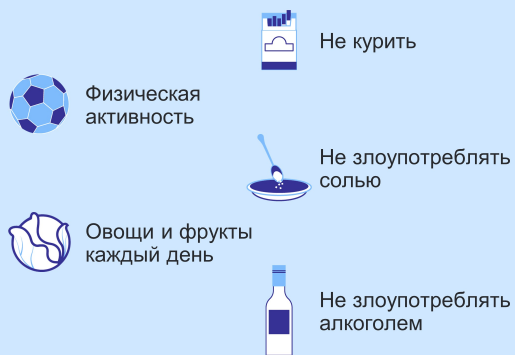 Не курить
Физическая
активность
Не злоупотреблять
солью
Овощи и фрукты
каждый день
Не злоупотреблять
алкоголем